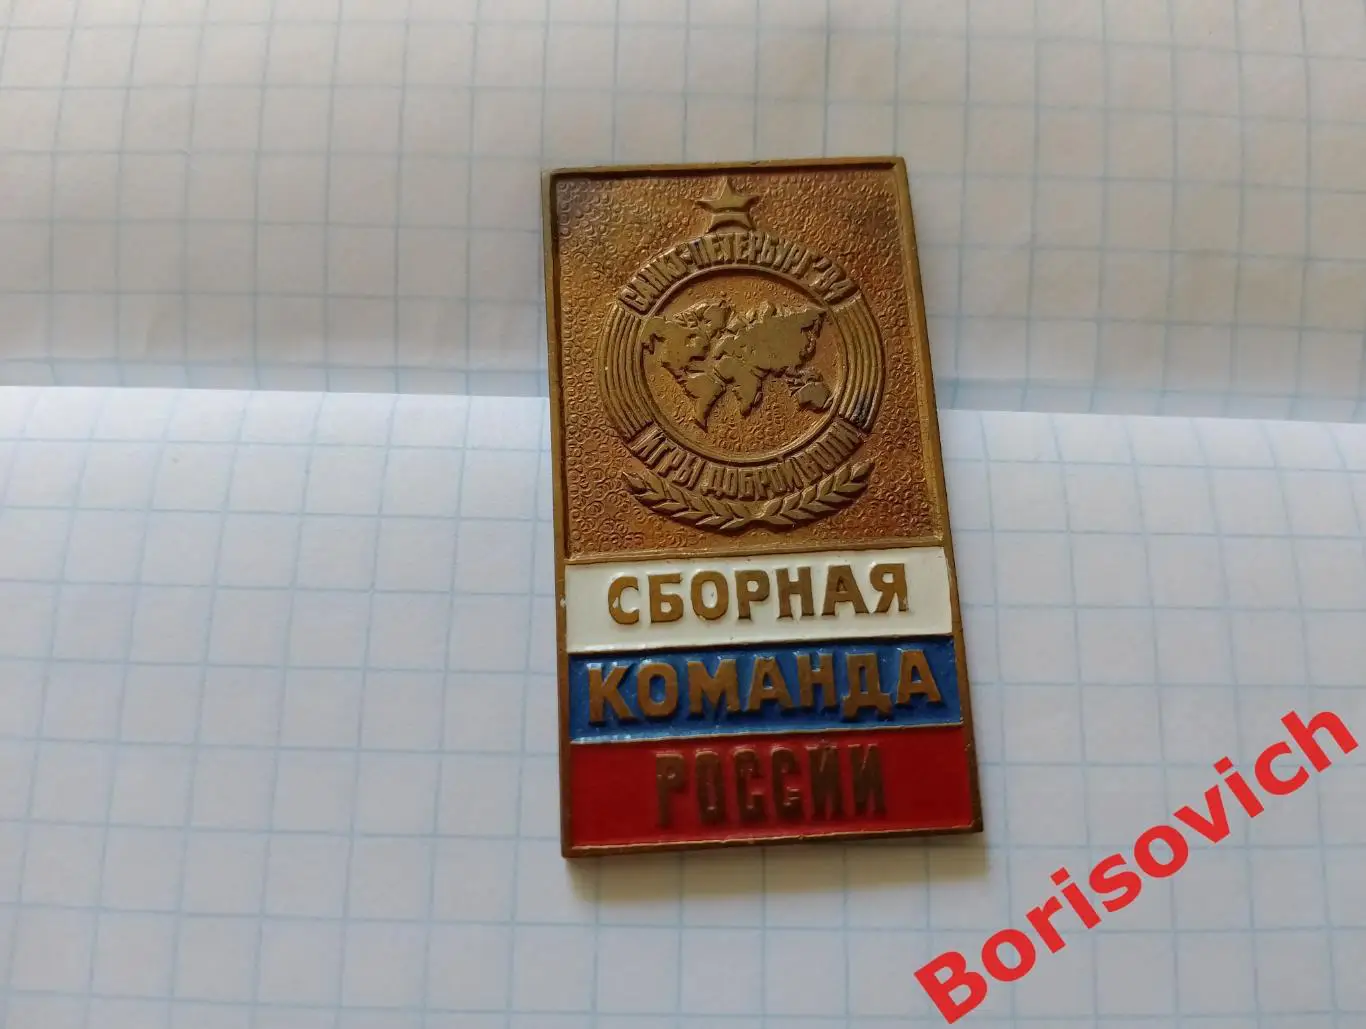 САНКТ-ПЕТЕРБУРГ'94
ИГРЫ ДОБРОЙ ВОЛИ
СБОРНАЯ
КОМАНДА
РОССИИ
Borisovich